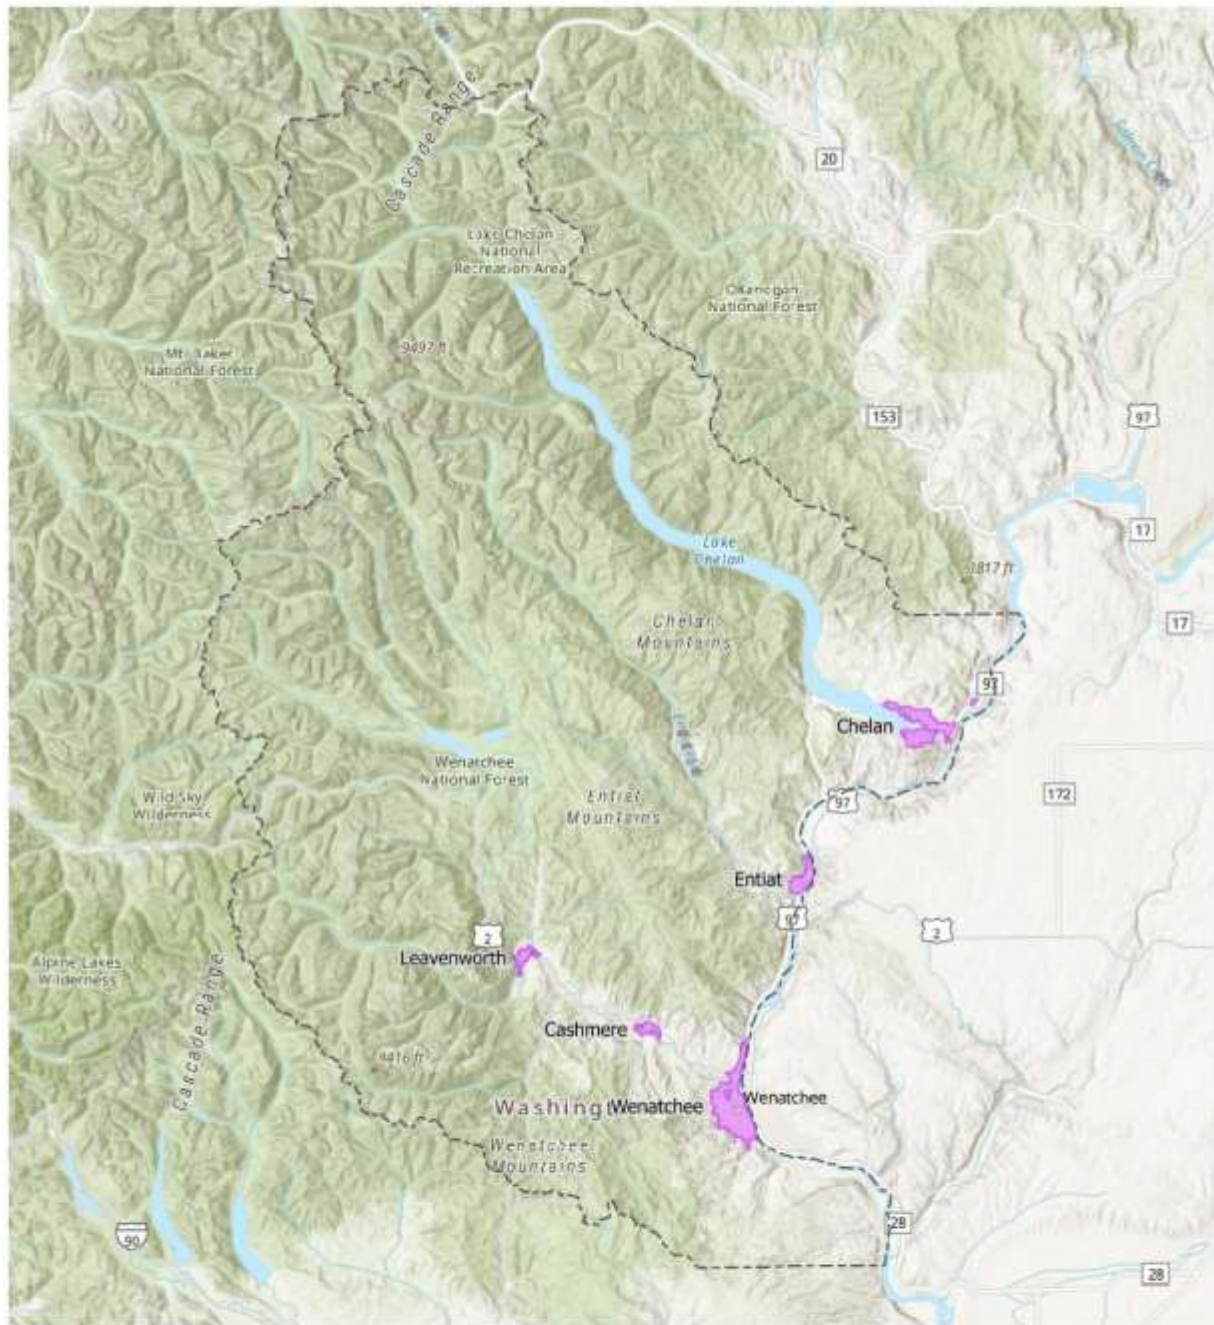 Cascade Range
20
Lake Chelan
National
Recreation Area
Okanogan
National Forest
9497 ft
Mt. Baker
National Forest
153
97
17
Lake
Chelan
17
Chelan
Mountains
97
Chelan
Wenatchee
National Forest
Wild Sky
Wilderness
Entiat
Mountains
97
172
Entiat
97
2
2
Leavenworth
Alpine Lakes
Wilderness
Cascade Range
Cashmere
9416 ft
Wenatchee
Wenatchee
Wenatchee
Mountains
28
90
28